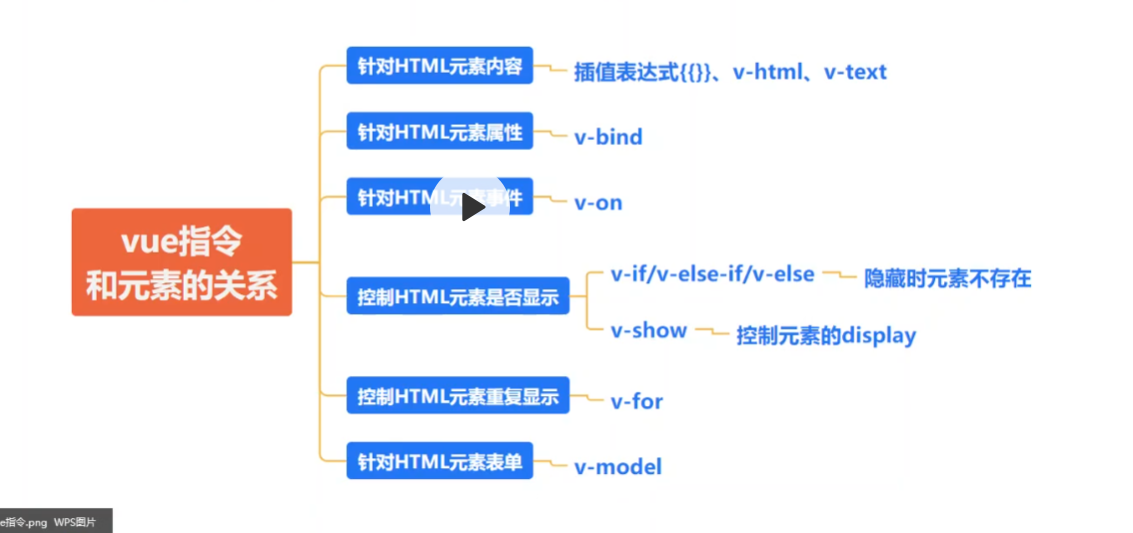 vue指令
和元素的关系
针对HTML元素内容
插值表达式{{}}、v-html、v-text
针对HTML元素属性
v-bind
针对HTML元素事件
v-on
控制HTML元素是否显示
v-if/v-else-if/v-else
隐藏时元素不存在
v-show
控制元素的display
控制HTML元素重复显示
v-for
针对HTML元素表单
v-model
e指令.png WPS图片